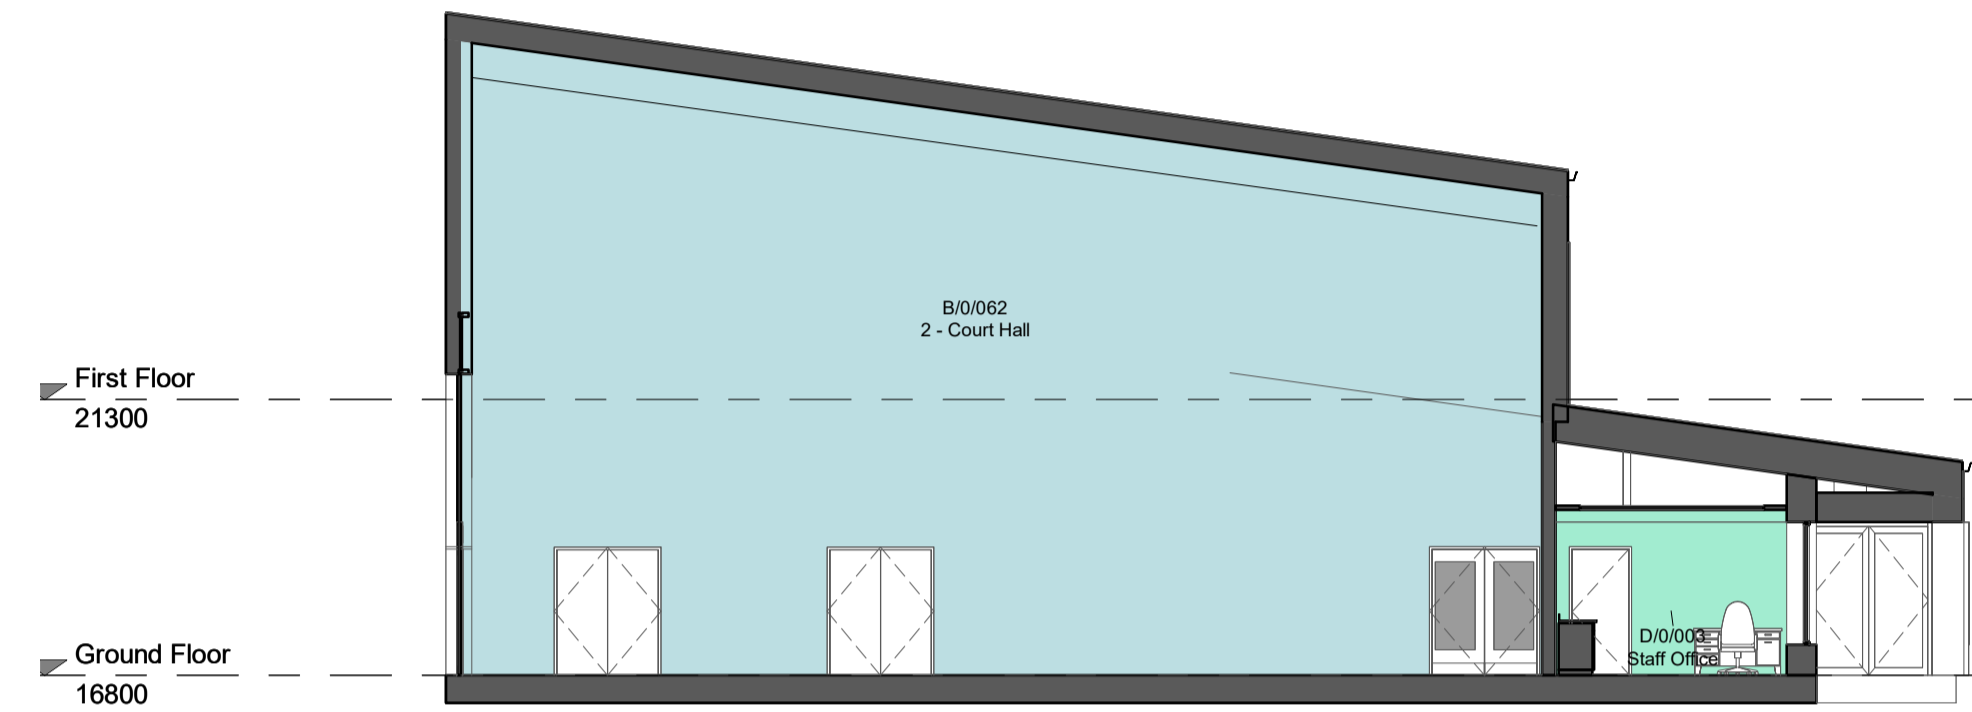 B/0/062
2 - Court Hall
First Floor
21300
D/0/003
Staff Office
Ground Floor
16800